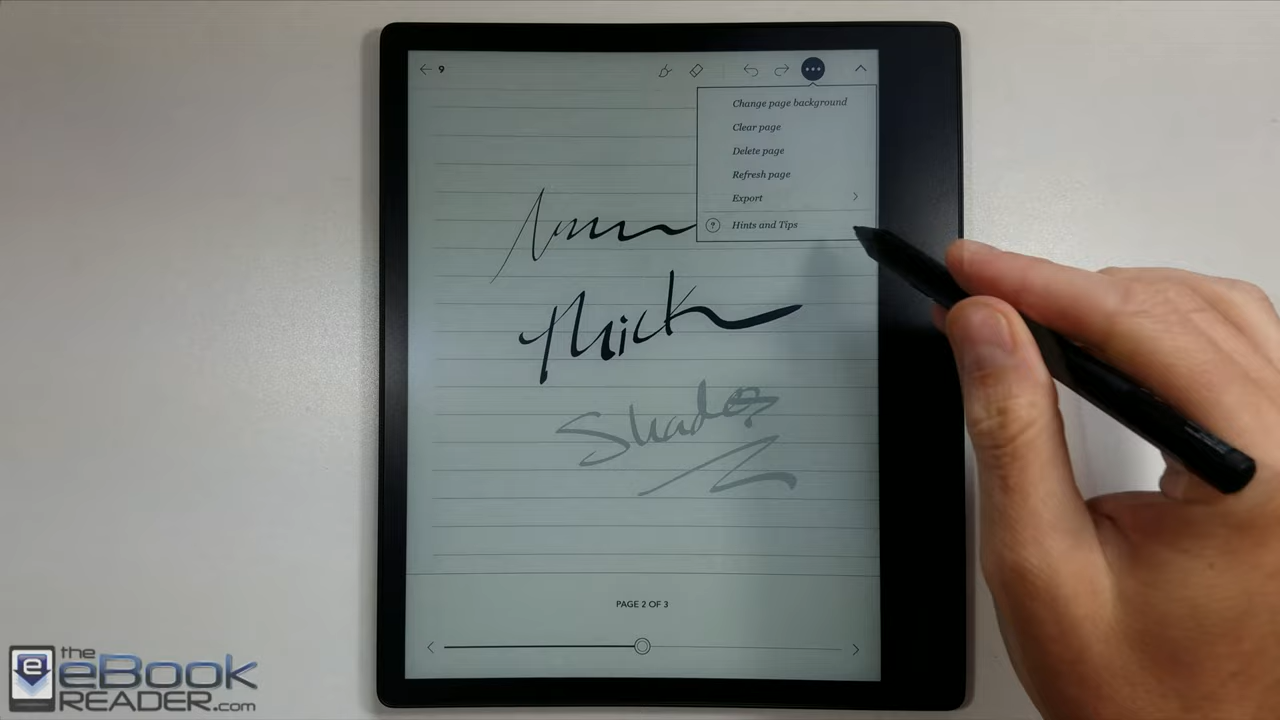 9
Change page background
Clear page
Delete page
Refresh page
Export
Hints and Tips
thick
Shades
PAGE 2 OF 3
the
eBook
READER.com